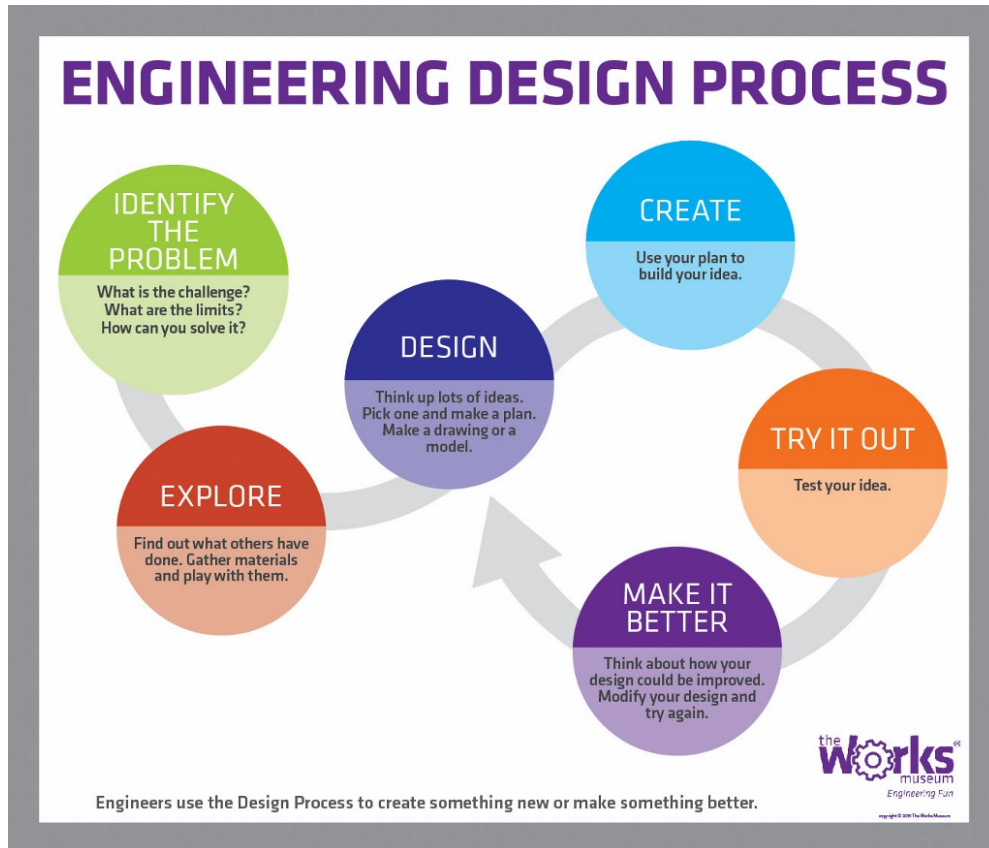 ENGINEERING DESIGN PROCESS
IDENTIFY
THE
PROBLEM
What is the challenge?
What are the limits?
How can you solve it?
EXPLORE
Find out what others have
done. Gather materials
and play with them.
DESIGN
Think up lots of ideas.
Pick one and make a plan.
Make a drawing or a
model.
CREATE
Use your plan to
build your idea.
TRY IT OUT
Test your idea.
MAKE IT
BETTER
Think about how your
design could be improved.
Modify your design and
try again.
the
Works®
museum
Engineering Fun
copyright © 2015 The Works Museum
Engineers use the Design Process to create something new or make something better.